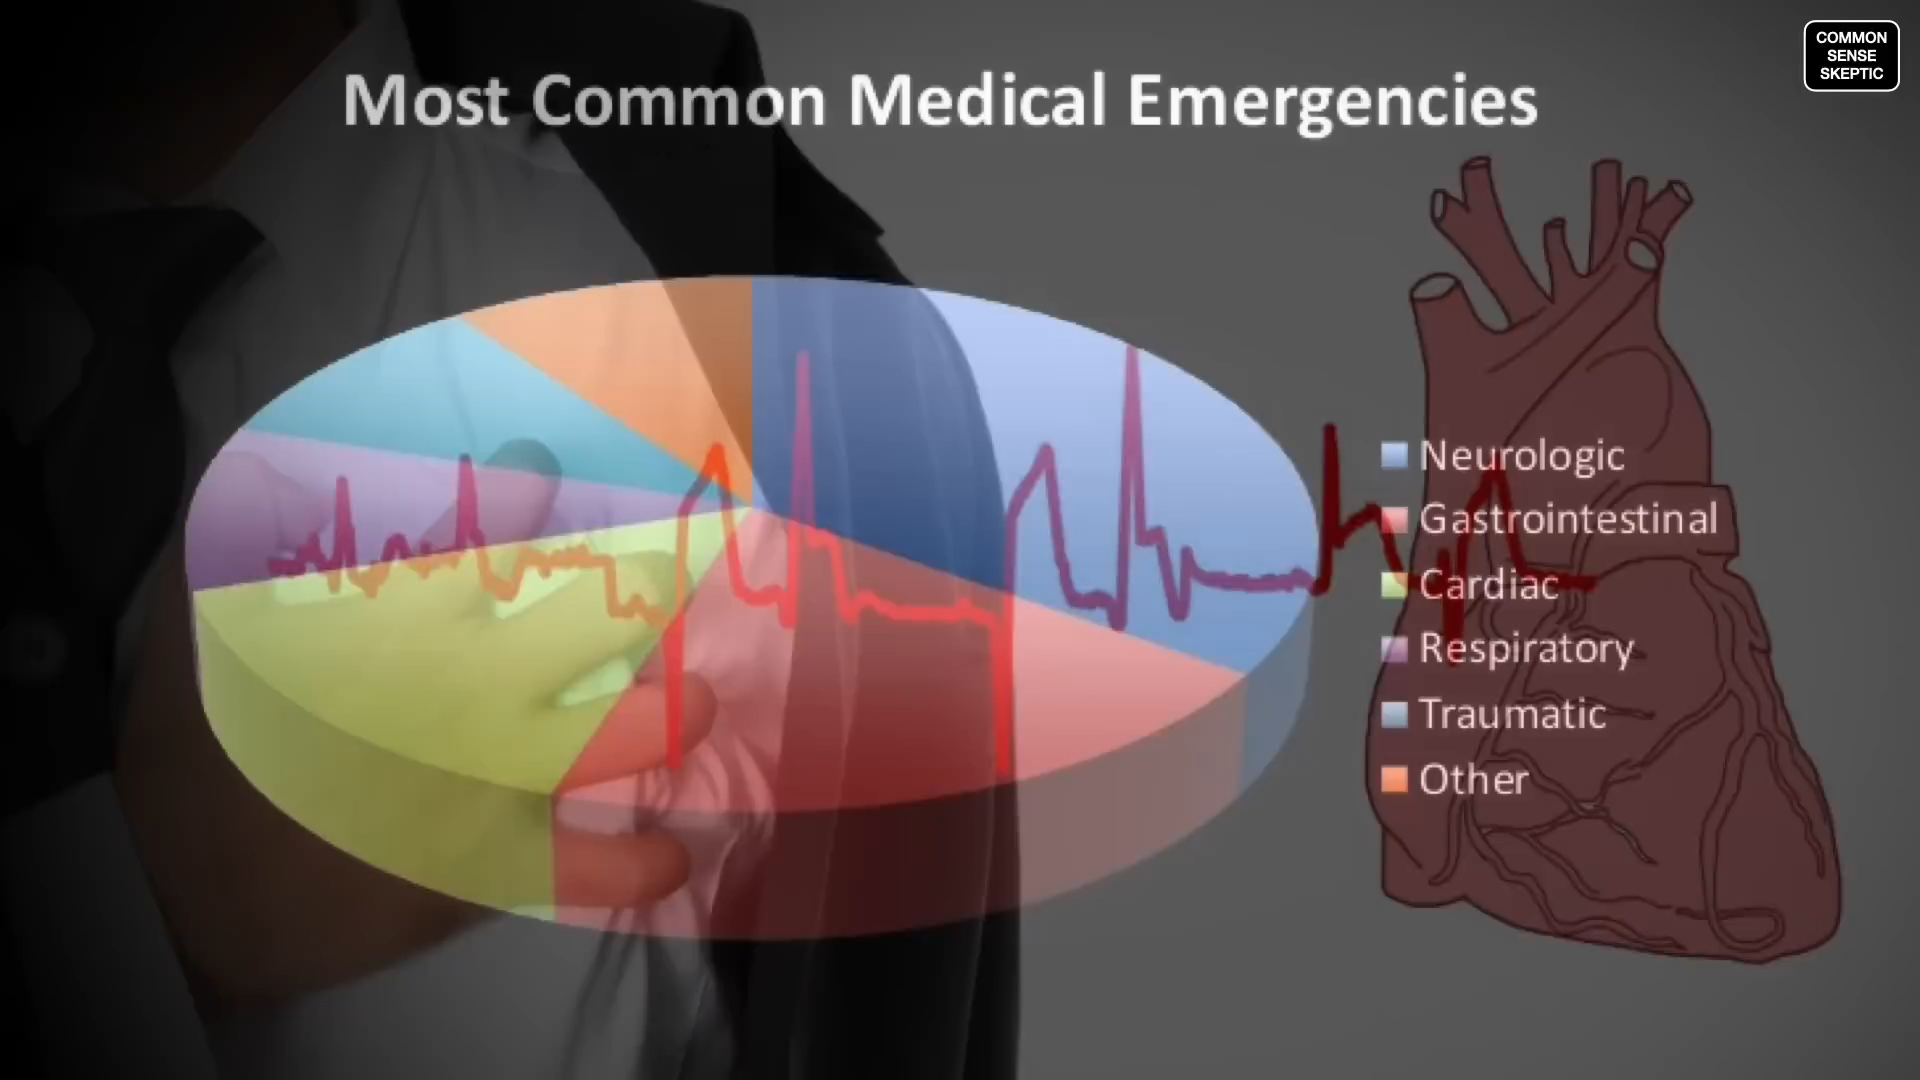 COMMON
SENSE
SKEPTIC
Most Common Medical Emergencies
Neurologic
Gastrointestinal
Cardiac
Respiratory
Traumatic
Other